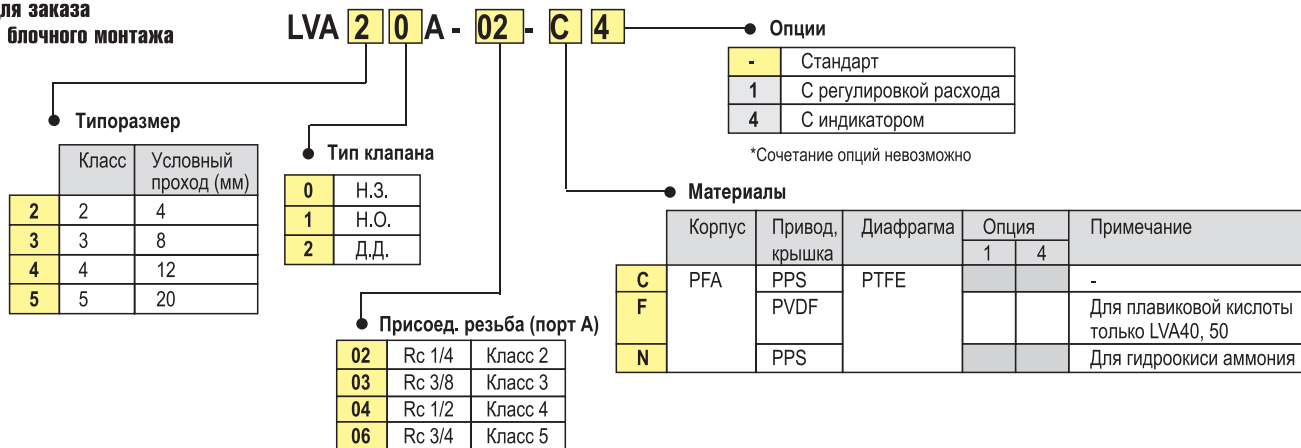 для заказа
блочного монтажа
LVA 2 0 A - 02 - C 4
Опции
- Стандарт
1 С регулировкой расхода
4 С индикатором
*Сочетание опций невозможно
Типоразмер
Класс Условный
проход (мм)
2 2 4
3 3 8
4 4 12
5 5 20
Тип клапана
0 Н.З.
1 Н.О.
2 Д.Д.
Присоед. резьба (порт A)
02 Rc 1/4 Класс 2
03 Rc 3/8 Класс 3
04 Rc 1/2 Класс 4
06 Rc 3/4 Класс 5
Материалы
Корпус Привод, Диафрагма Опция Примечание
крышка 1 4
C PFA PPS PTFE -
F PVDF Для плавиковой кислоты
только LVA40, 50
N PPS Для гидроокиси аммония